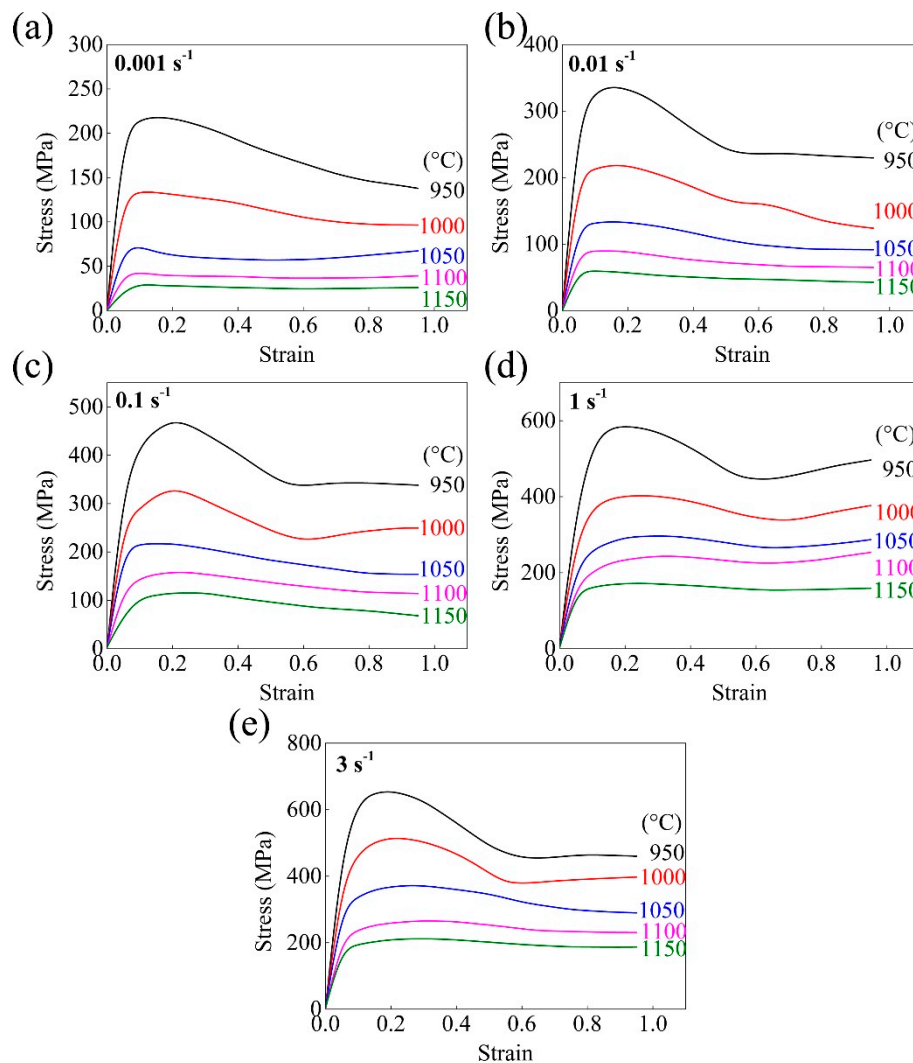 (a)
300
0.001 s⁻¹
250
200
150
100
50
0
Stress (MPa)
(°C)
950
1000
1050
1100
1150
0.0 0.2 0.4 0.6 0.8 1.0
Strain
(b)
400
0.01 s⁻¹
300
200
100
0
Stress (MPa)
(°C)
950
1000
1050
1100
1150
0.0 0.2 0.4 0.6 0.8 1.0
Strain
(c)
0.1 s⁻¹
500
400
300
200
100
0
Stress (MPa)
(°C)
950
1000
1050
1100
1150
0.0 0.2 0.4 0.6 0.8 1.0
Strain
(d)
1 s⁻¹
600
400
200
0
Stress (MPa)
(°C)
950
1000
1050
1100
1150
0.0 0.2 0.4 0.6 0.8 1.0
Strain
(e)
800
3 s⁻¹
600
400
200
0
Stress (MPa)
(°C)
950
1000
1050
1100
1150
0.0 0.2 0.4 0.6 0.8 1.0
Strain